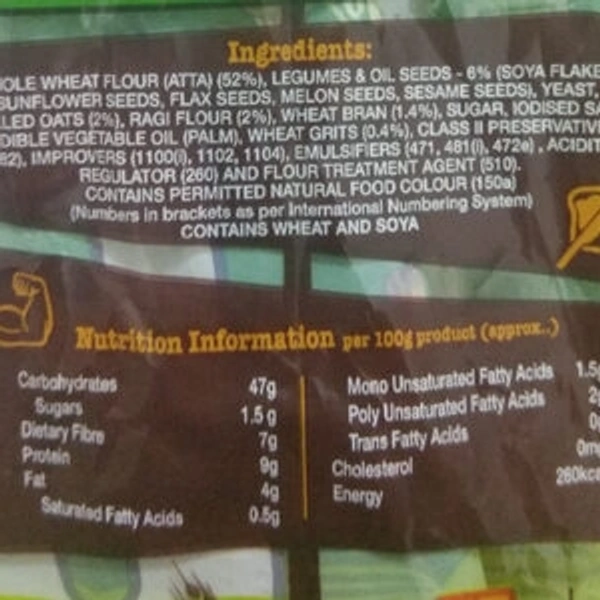 Ingredients:
OLE WHEAT FLOUR (ATTA) (52%), LEGUMES & OIL SEEDS - 6% (SOYA FLAKE
SUNFLOWER SEEDS, FLAX SEEDS, MELON SEEDS, SESAME SEEDS), YEAST,
LED OATS (2%), RAGI FLOUR (2%), WHEAT BRAN (1.4%), SUGAR, IODISED SA
DIBLE VEGETABLE OIL (PALM), WHEAT GRITS (0.4%), CLASS II PRESERVATIV
82), IMPROVERS (1100(i), 1102, 1104), EMULSIFIERS (471, 481(i), 472e) , ACIDIT
REGULATOR (260) AND FLOUR TREATMENT AGENT (510).
CONTAINS PERMITTED NATURAL FOOD COLOUR (150a)
(Numbers in brackets as per International Numbering System)
CONTAINS WHEAT AND SOYA
Nutrition Information per 100g product (approx..)
Carbohydrates 47g
Sugars 1.5 g
Dietary Fibre 7g
Protein 9g
Fat 4g
Saturated Fatty Acids 0.5g
Mono Unsaturated Fatty Acids 1.5g
Poly Unsaturated Fatty Acids 2g
Trans Fatty Acids 0g
Cholesterol 0m
Energy 260kca